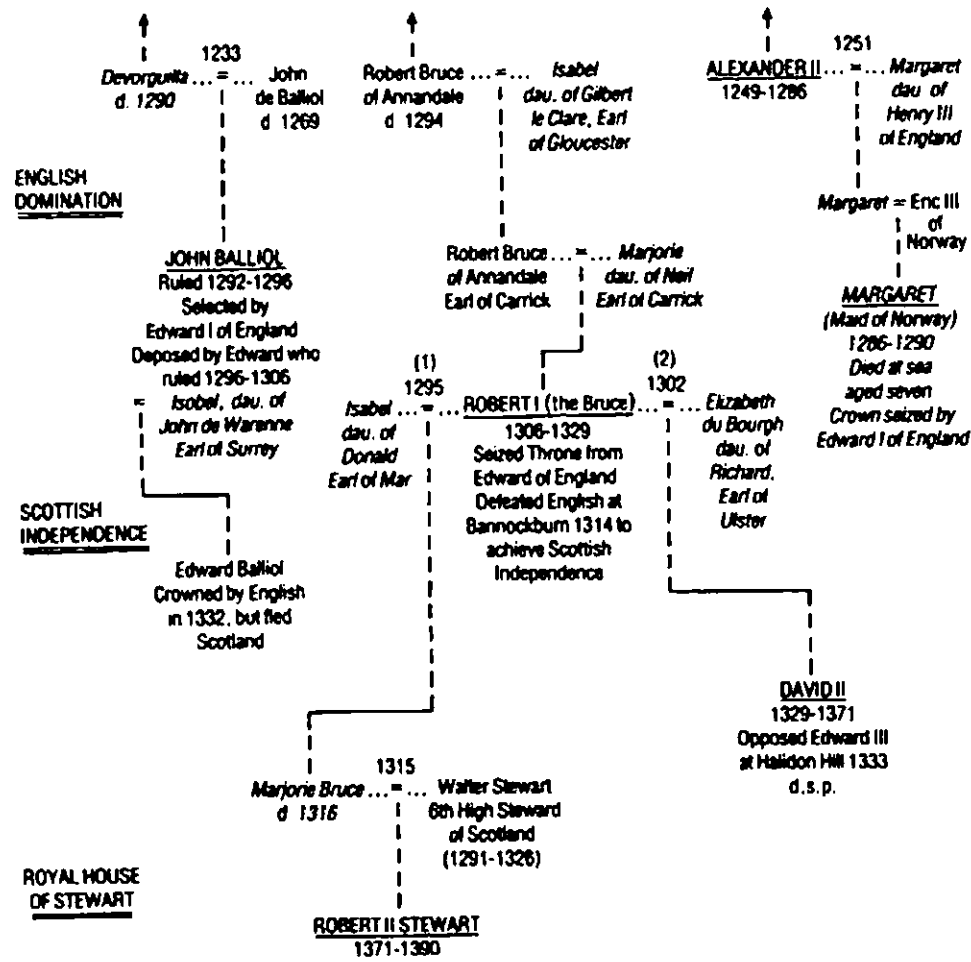 1233
Devorguilla ... = ... John
d. 1290
de Balliol
d 1269
Robert Bruce ... = ... Isabel
of Annandale
d. 1294
dau. of Gilbert
le Clare, Earl
of Gloucester
1251
ALEXANDER II ... = ... Margaret
1249-1286
dau of
Henry III
of England
ENGLISH
DOMINATION
Margaret = Eric III
of
Norway
JOHN BALLIOL
Ruled 1292-1296
Selected by
Edward I of England
Deposed by Edward who
ruled 1296-1306
= Isobel, dau. of
John de Warenne
Earl of Surrey
Robert Bruce ... = ... Marjorie
of Annandale
Earl of Carrick
dau. of Neil
Earl of Carrick
MARGARET
(Maid of Norway)
1286-1290
Died at sea
aged seven
Crown seized by
Edward I of England
(1)
1295
(2)
1302
Isabel ... = ... ROBERT I (the Bruce) ... = ... Elizabeth
dau. of
Donald
Earl of Mar
1306-1329
Seized Throne from
Edward of England
Defeated English at
Bannockburn 1314 to
achieve Scottish
Independence
du Bourgh
dau. of
Richard,
Earl of
Ulster
SCOTTISH
INDEPENDENCE
Edward Balliol
Crowned by English
in 1332, but fled
Scotland
DAVID II
1329-1371
Opposed Edward III
at Halidon Hill 1333
d.s.p.
1315
Marjorie Bruce ... = ... Walter Stewart
d 1316
6th High Steward
of Scotland
(1291-1326)
ROYAL HOUSE
OF STEWART
ROBERT II STEWART
1371-1390